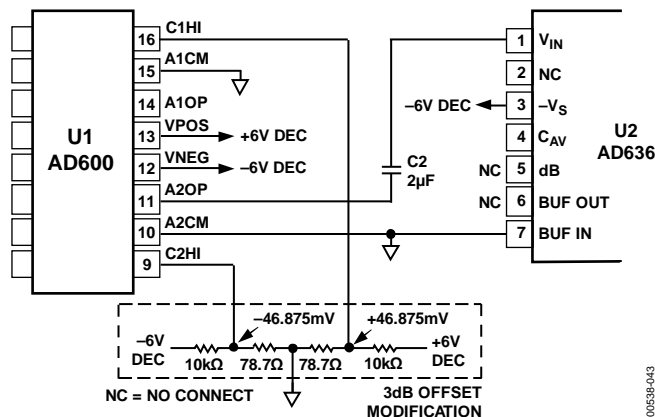 C1HI
16
A1CM
15
A1OP
14
VPOS
13
+6V DEC
VNEG
12
–6V DEC
A2OP
11
A2CM
10
C2HI
9
U1
AD600
C2
2µF
1
VIN
2
NC
–6V DEC
3
–VS
4
CAV
NC
5
dB
NC
6
BUF OUT
7
BUF IN
U2
AD636
–46.875mV
+46.875mV
–6V
DEC
10kΩ
78.7Ω
78.7Ω
10kΩ
+6V
DEC
NC = NO CONNECT
3dB OFFSET
MODIFICATION
00538-043